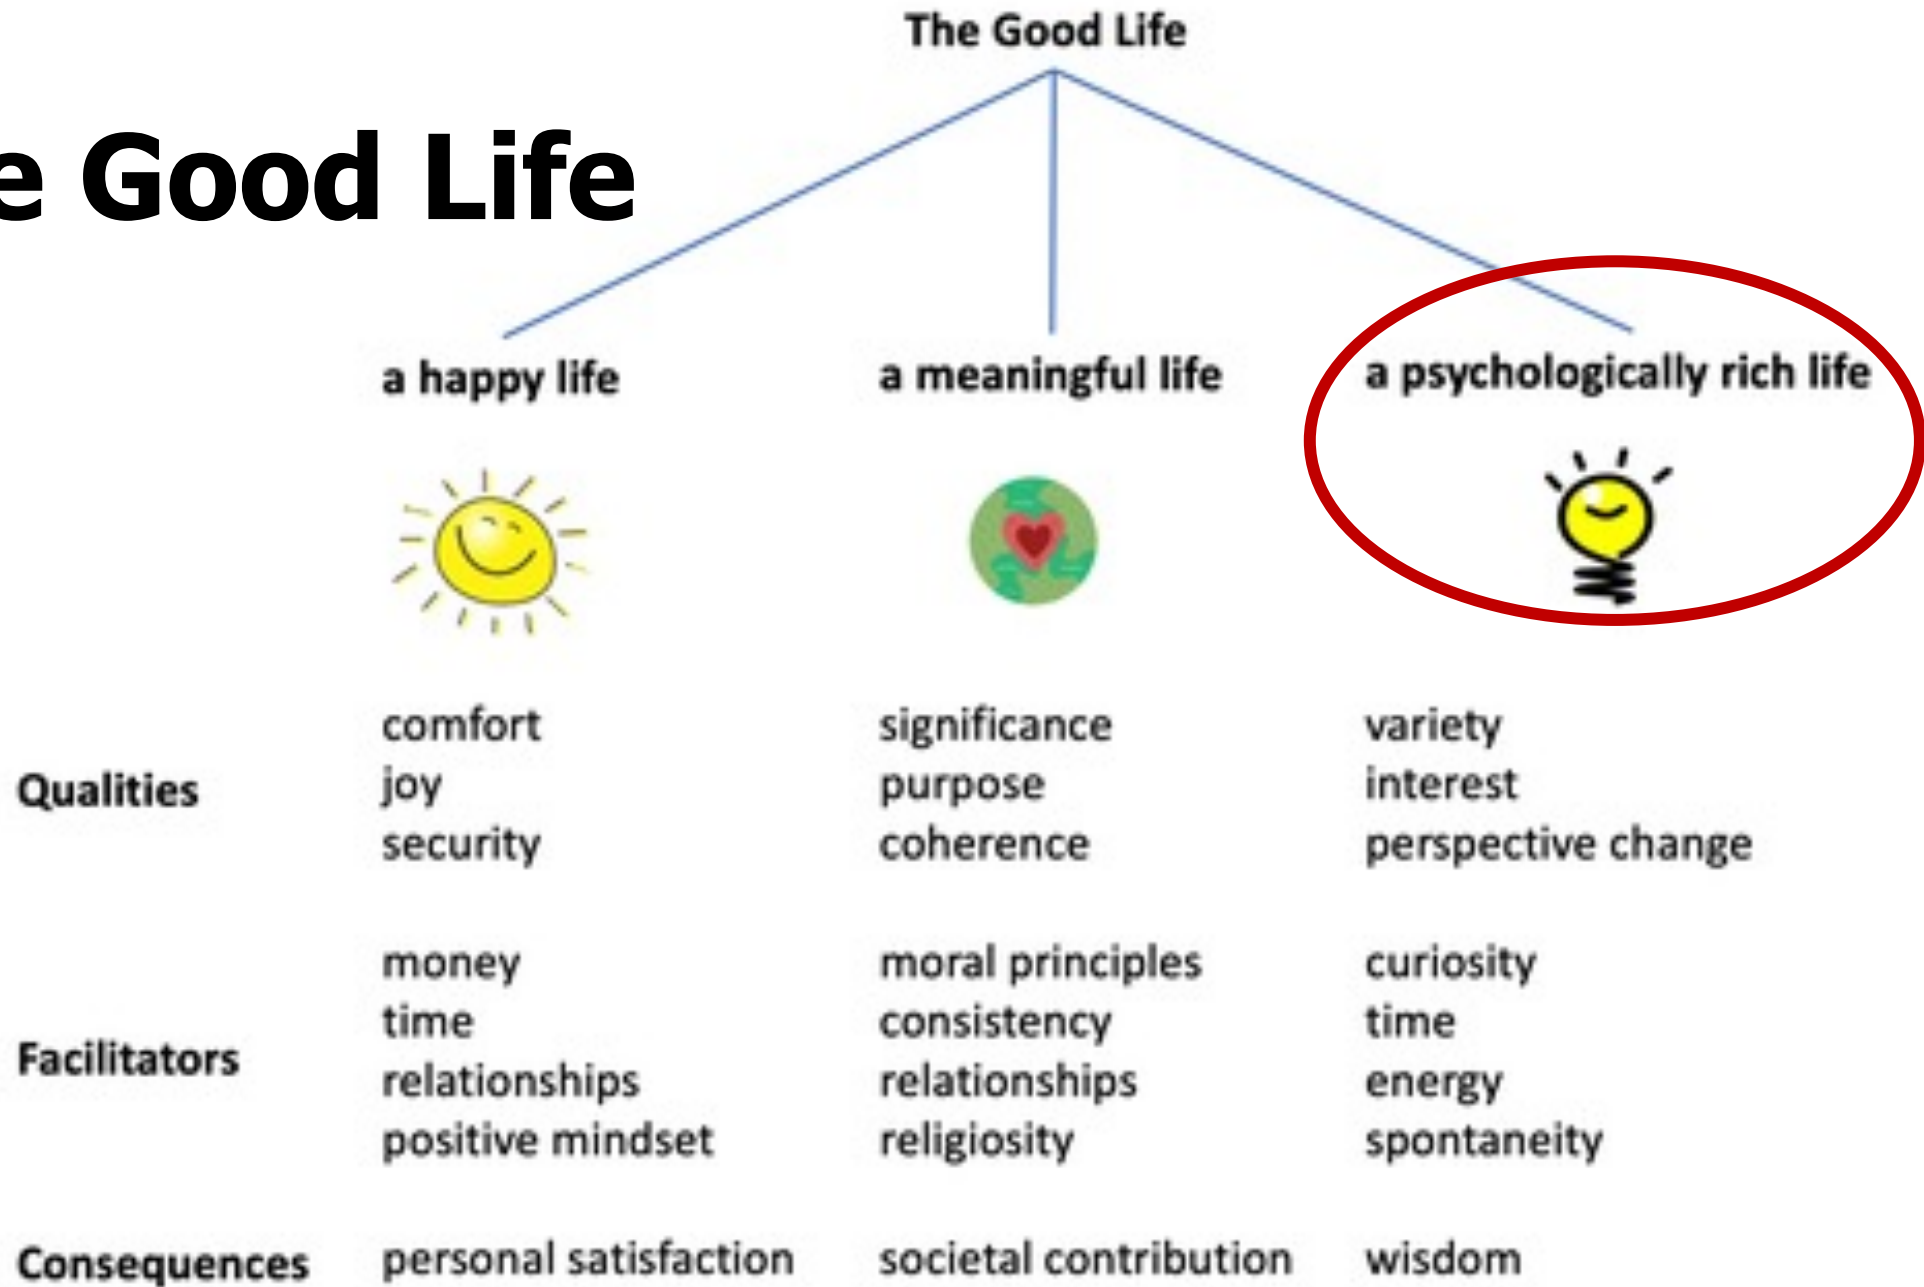 The Good Life
e Good Life
a happy life a meaningful life a psychologically rich life
comfort significance variety
Qualities joy purpose interest
security coherence perspective change
money moral principles curiosity
time consistency time
Facilitators relationships relationships energy
positive mindset religiosity spontaneity
Consequences personal satisfaction societal contribution wisdom